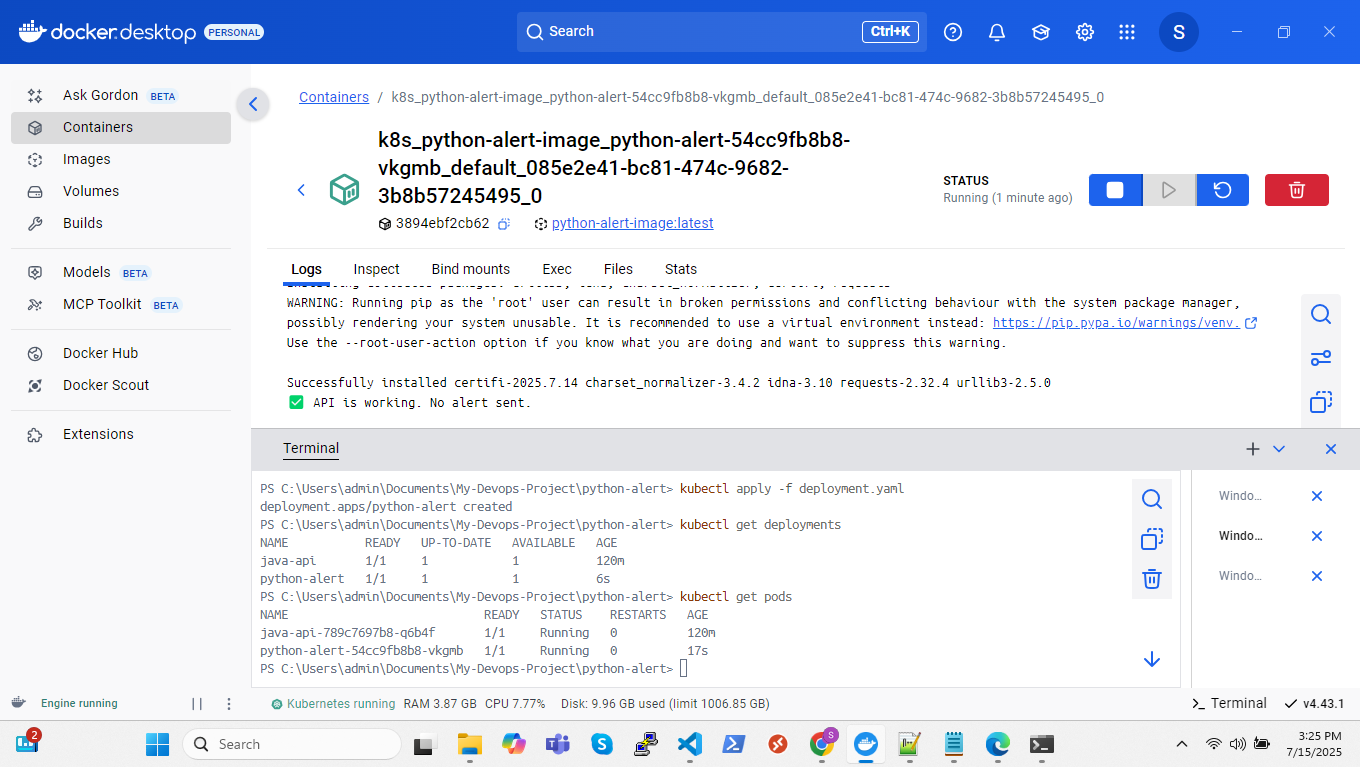 docker.desktop PERSONAL
Search Ctrl+K
S
Ask Gordon BETA
Containers
Images
Volumes
Builds
Models BETA
MCP Toolkit BETA
Docker Hub
Docker Scout
Extensions
Containers / k8s_python-alert-image_python-alert-54cc9fb8b8-vkgmb_default_085e2e41-bc81-474c-9682-3b8b57245495_0
k8s_python-alert-image_python-alert-54cc9fb8b8-
vkgmb_default_085e2e41-bc81-474c-9682-
3b8b57245495_0
3894ebf2cb62 python-alert-image:latest
STATUS
Running (1 minute ago)
Logs Inspect Bind mounts Exec Files Stats
WARNING: Running pip as the 'root' user can result in broken permissions and conflicting behaviour with the system package manager,
possibly rendering your system unusable. It is recommended to use a virtual environment instead: https://pip.pypa.io/warnings/venv.
Use the --root-user-action option if you know what you are doing and want to suppress this warning.
Successfully installed certifi-2025.7.14 charset_normalizer-3.4.2 idna-3.10 requests-2.32.4 urllib3-2.5.0
✅ API is working. No alert sent.
Terminal
PS C:\Users\admin\Documents\My-Devops-Project\python-alert> kubectl apply -f deployment.yaml
deployment.apps/python-alert created
PS C:\Users\admin\Documents\My-Devops-Project\python-alert> kubectl get deployments
NAME READY UP-TO-DATE AVAILABLE AGE
java-api 1/1 1 1 120m
python-alert 1/1 1 1 6s
PS C:\Users\admin\Documents\My-Devops-Project\python-alert> kubectl get pods
NAME READY STATUS RESTARTS AGE
java-api-789c7697b8-q6b4f 1/1 Running 0 120m
python-alert-54cc9fb8b8-vkgmb 1/1 Running 0 17s
PS C:\Users\admin\Documents\My-Devops-Project\python-alert>
Windo...
Windo...
Windo...
Engine running
Kubernetes running RAM 3.87 GB CPU 7.77% Disk: 9.96 GB used (limit 1006.85 GB)
Terminal v4.43.1
2
Search
S
3:25 PM
7/15/2025